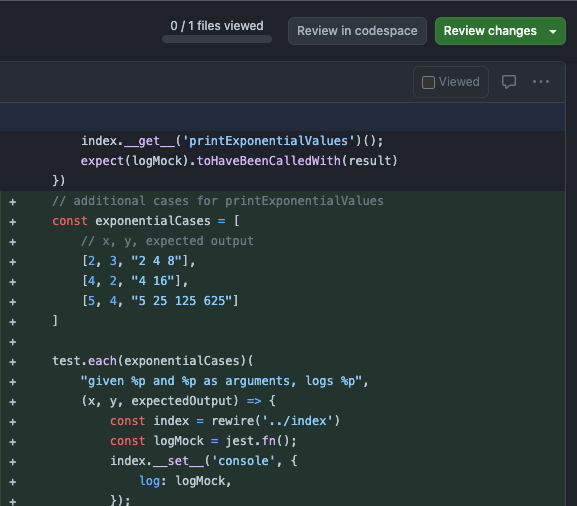 0 / 1 files viewed
Review in codespace
Review changes
Viewed
        index.__get__('printExponentialValues')();
        expect(logMock).toHaveBeenCalledWith(result)
    })
+    // additional cases for printExponentialValues
+    const exponentialCases = [
+        // x, y, expected output
+        [2, 3, "2 4 8"],
+        [4, 2, "4 16"],
+        [5, 4, "5 25 125 625"]
+    ]
+
+    test.each(exponentialCases)(
+        "given %p and %p as arguments, logs %p",
+        (x, y, expectedOutput) => {
+            const index = rewire('../index')
+            const logMock = jest.fn();
+            index.__set__('console', {
+                log: logMock,
+            });